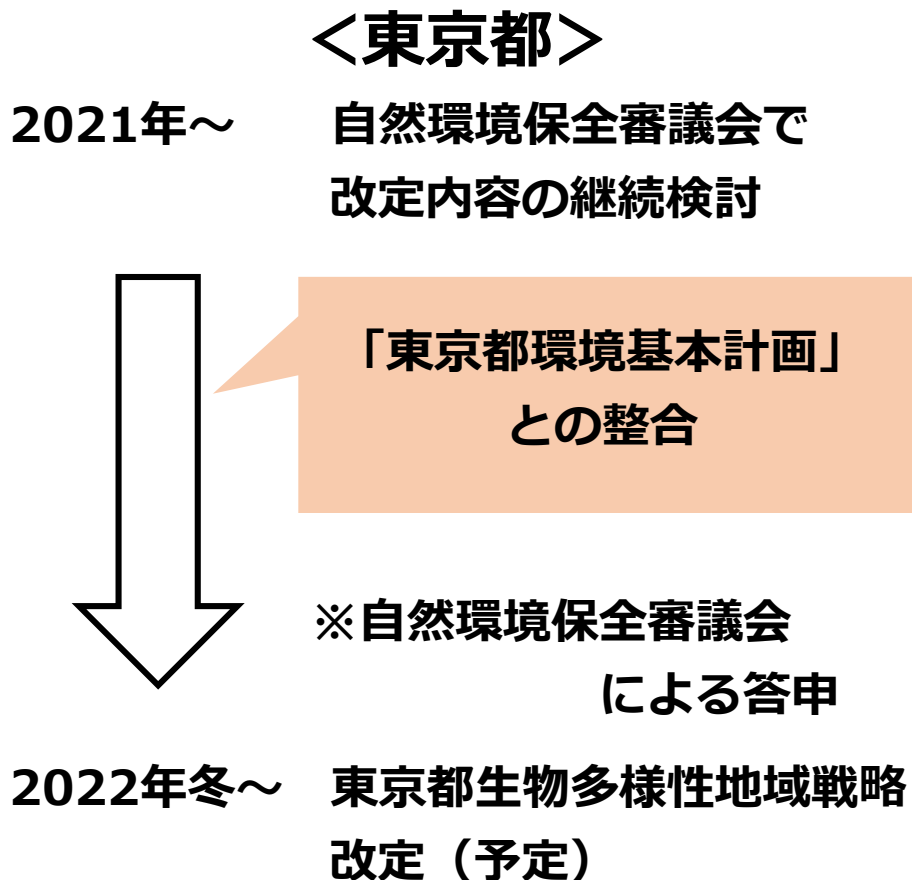 ＜東京都＞
2021年～　自然環境保全審議会で
改定内容の継続検討
「東京都環境基本計画」
との整合
※自然環境保全審議会
による答申
2022年冬～　東京都生物多様性地域戦略
改定（予定）